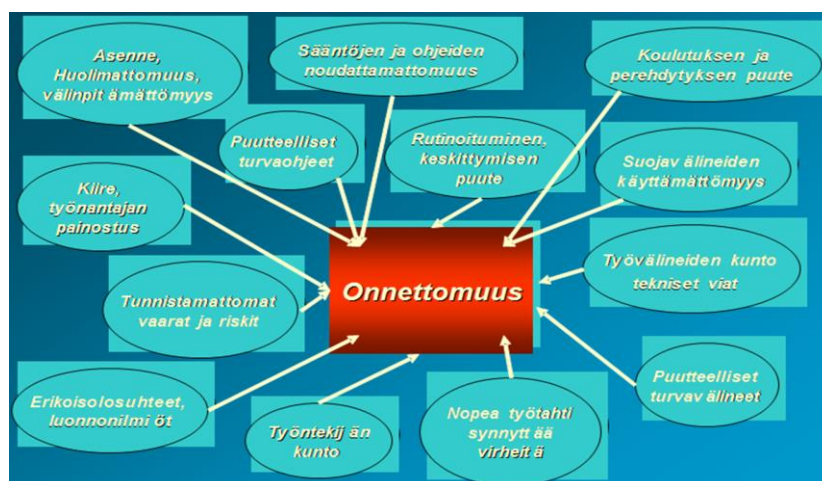 Asenne,
Huolimattomuus,
välinpit ämättömyys
Sääntöjen ja ohjeiden
noudattamattomuus
Koulutuksen ja
perehdytyksen puute
Puutteelliset
turvaohjeet
Rutinoituminen,
keskittymisen
puute
Suojav älineiden
käyttämättömyys
Kiire,
työnantajan
painostus
Onnettomuus
Työvälineiden kunto
tekniset viat
Tunnistamattomat
vaarat ja riskit
Erikoisolosuhteet,
luonnonilmi öt
Työntekij än
kunto
Nopea työtahti
synnytt ää
virheit ä
Puutteelliset
turvav älineet